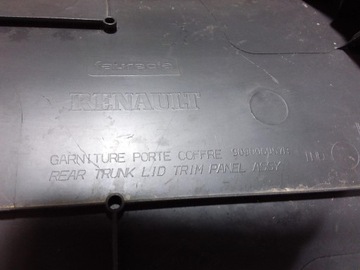 faurecia
RENAULT
GARNITURE PORTE COFFRE
REAR TRUNK LID TRIM PANEL ASSY